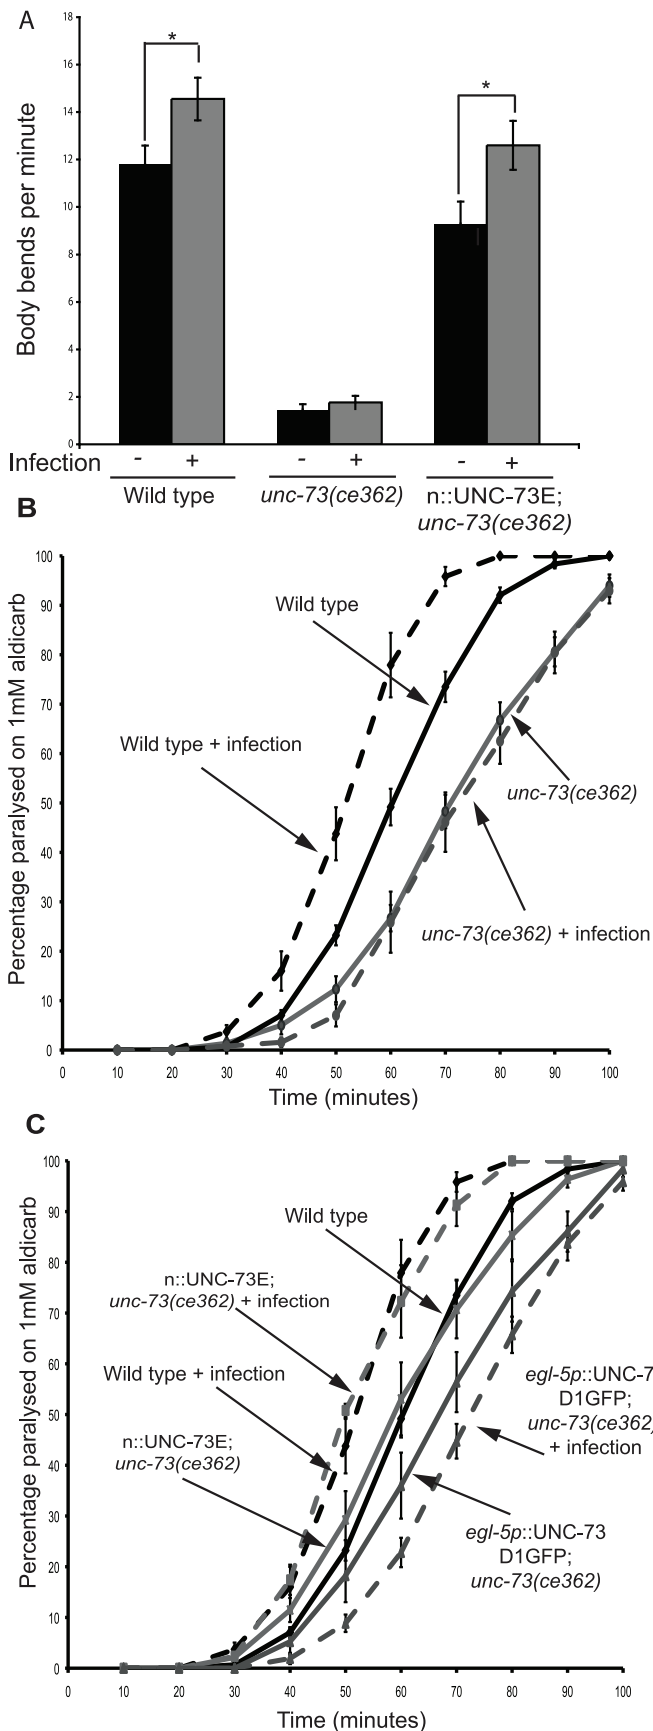 A
Body bends per minute
18
16
14
12
10
8
6
4
2
0
*
*
Infection - + - + - +
Wild type unc-73(ce362) n::UNC-73E;
unc-73(ce362)
B
Percentage paralysed on 1mM aldicarb
100
90
80
70
60
50
40
30
20
10
0
Wild type
Wild type + infection
unc-73(ce362)
unc-73(ce362) + infection
0 10 20 30 40 50 60 70 80 90 100
Time (minutes)
C
Percentage paralysed on 1mM aldicarb
100
90
80
70
60
50
40
30
20
10
0
Wild type
n::UNC-73E;
unc-73(ce362) + infection
Wild type + infection
n::UNC-73E;
unc-73(ce362)
egl-5p::UNC-7
D1GFP;
unc-73(ce362)
+ infection
egl-5p::UNC-73
D1GFP;
unc-73(ce362)
0 10 20 30 40 50 60 70 80 90 100
Time (minutes)